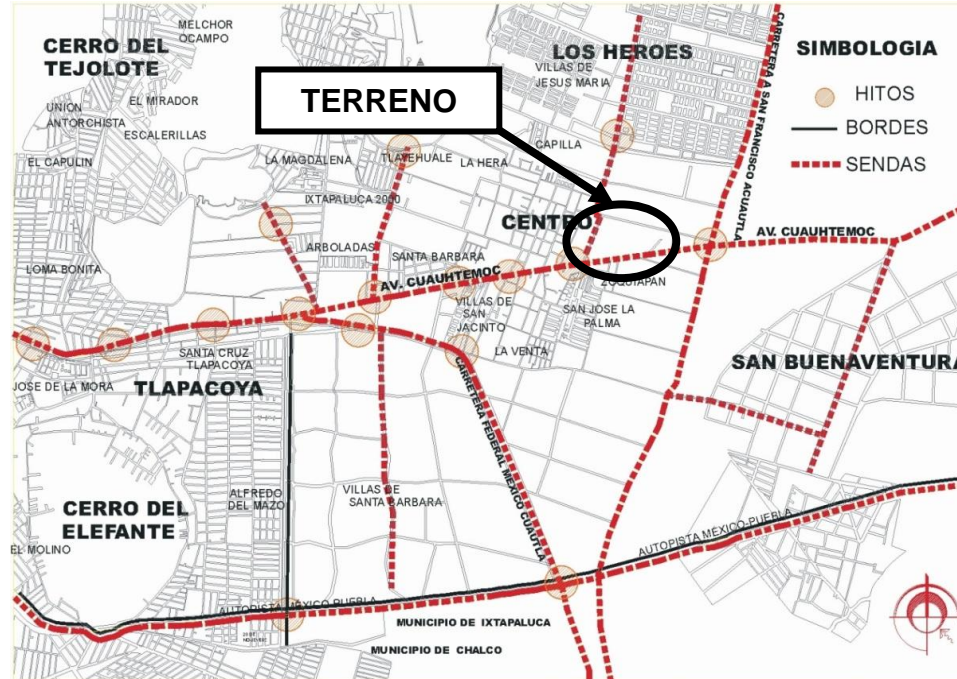 MELCHOR
OCAMPO
CERRO DEL
TEJOLOTE
LOS HEROES
SIMBOLOGIA
VILLAS DE
JESUS MARIA
TERRENO
HITOS
BORDES
SENDAS
UNION
ANTORCHISTA
EL MIRADOR
ESCALERILLAS
EL CAPULIN
LA MAGDALENA
TLAYEHUALE
LA HERA
CAPILLA
CARRETERA A SAN FRANCISCO ACUAUTLA
IXTAPALUCA 2000
CENTRO
AV. CUAUHTEMOC
ARBOLADAS
SANTA BARBARA
LOMA BONITA
AV. CUAUHTEMOC
ZOQUIAPAN
VILLAS DE
SAN
JACINTO
SAN JOSE LA
PALMA
LA VENTA
SANTA CRUZ
TLAPACOYA
JOSE DE LA MORA
TLAPACOYA
SAN BUENAVENTURA
CARRETERA FEDERAL MEXICO CUAUTLA
CERRO DEL
ELEFANTE
ALFREDO
DEL MAZO
VILLAS DE
SANTA BARBARA
EL MOLINO
AUTOPISTA MÉXICO-PUEBLA
AUTOPISTA MÉXICO-PUEBLA
MUNICIPIO DE IXTAPALUCA
MUNICIPIO DE CHALCO